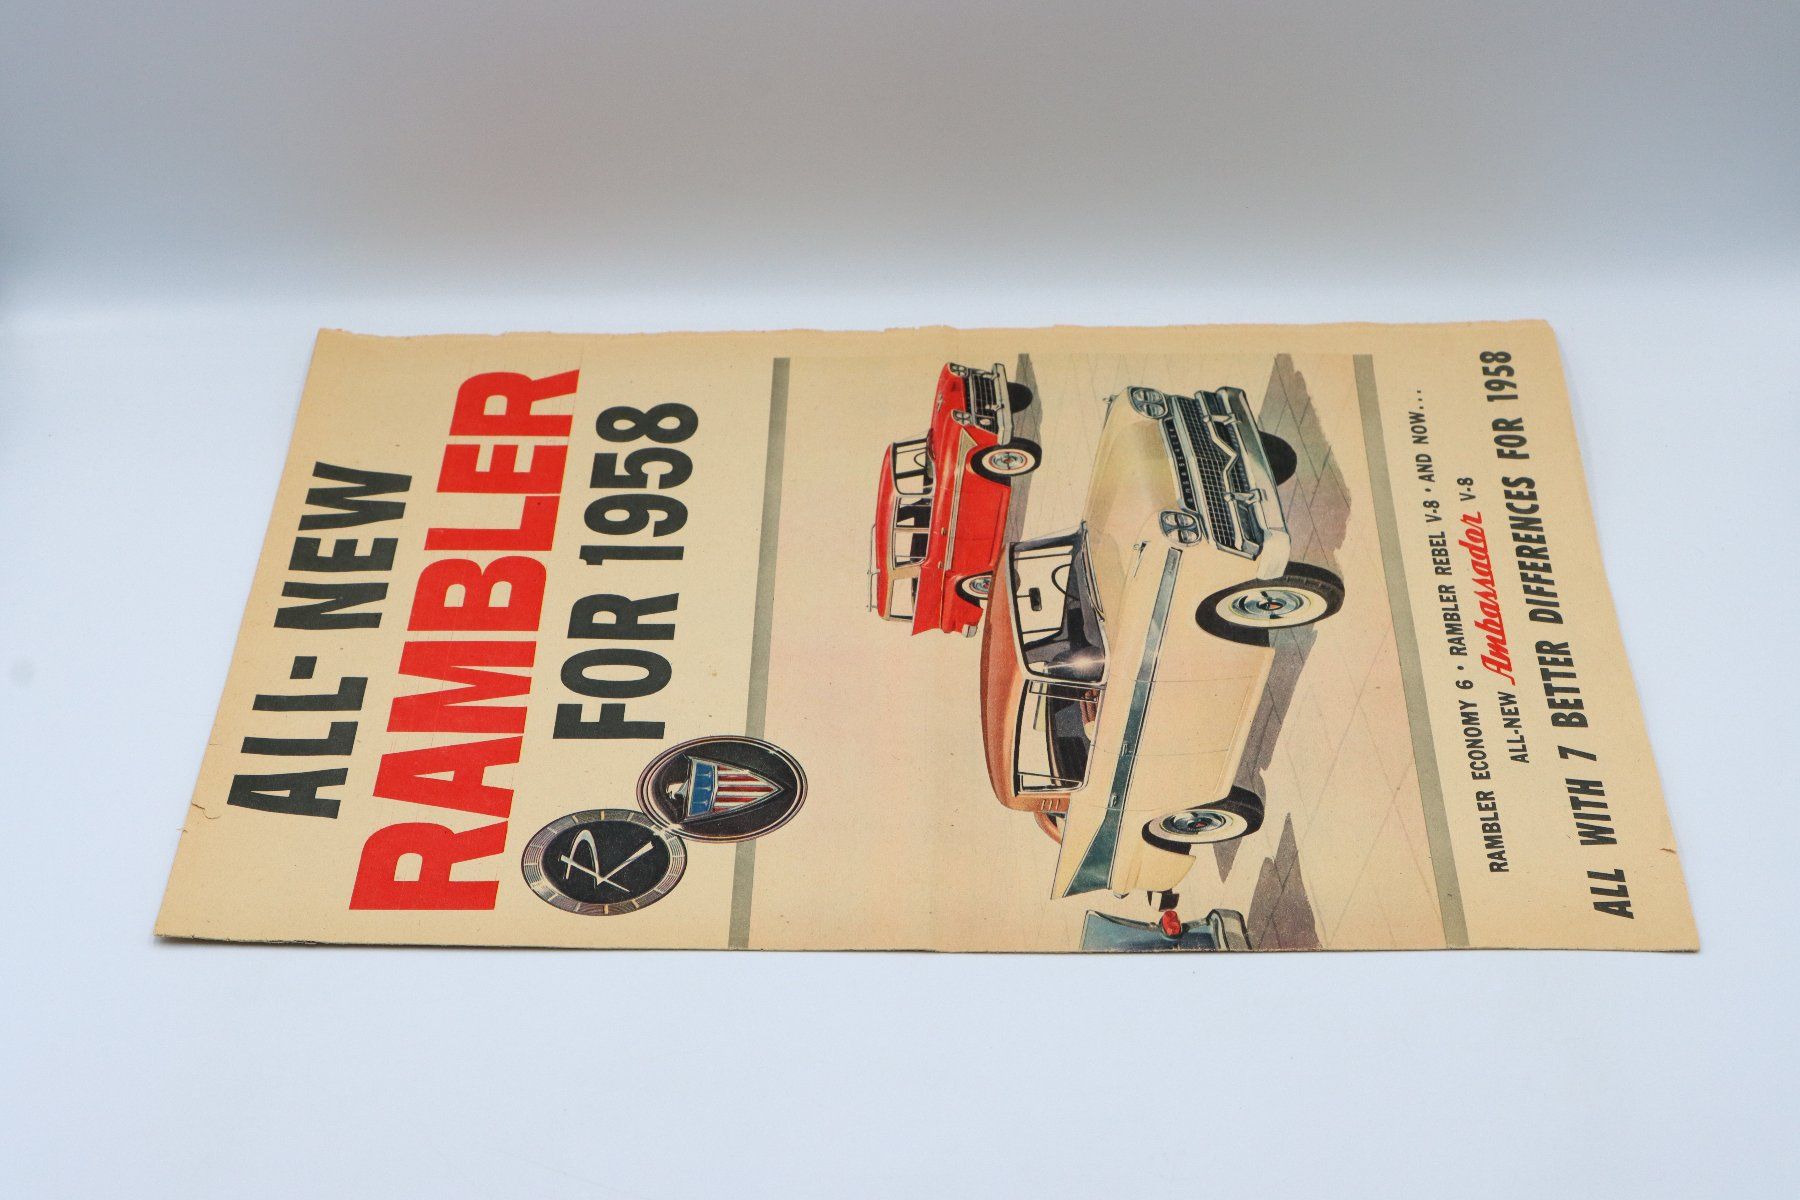 ALL-NEW
RAMBLER
FOR 1958
R
RAMBLER ECONOMY 6 • RAMBLER REBEL V-8 • AND NOW...
ALL-NEW Ambassador V-8
ALL WITH 7 BETTER DIFFERENCES FOR 1958